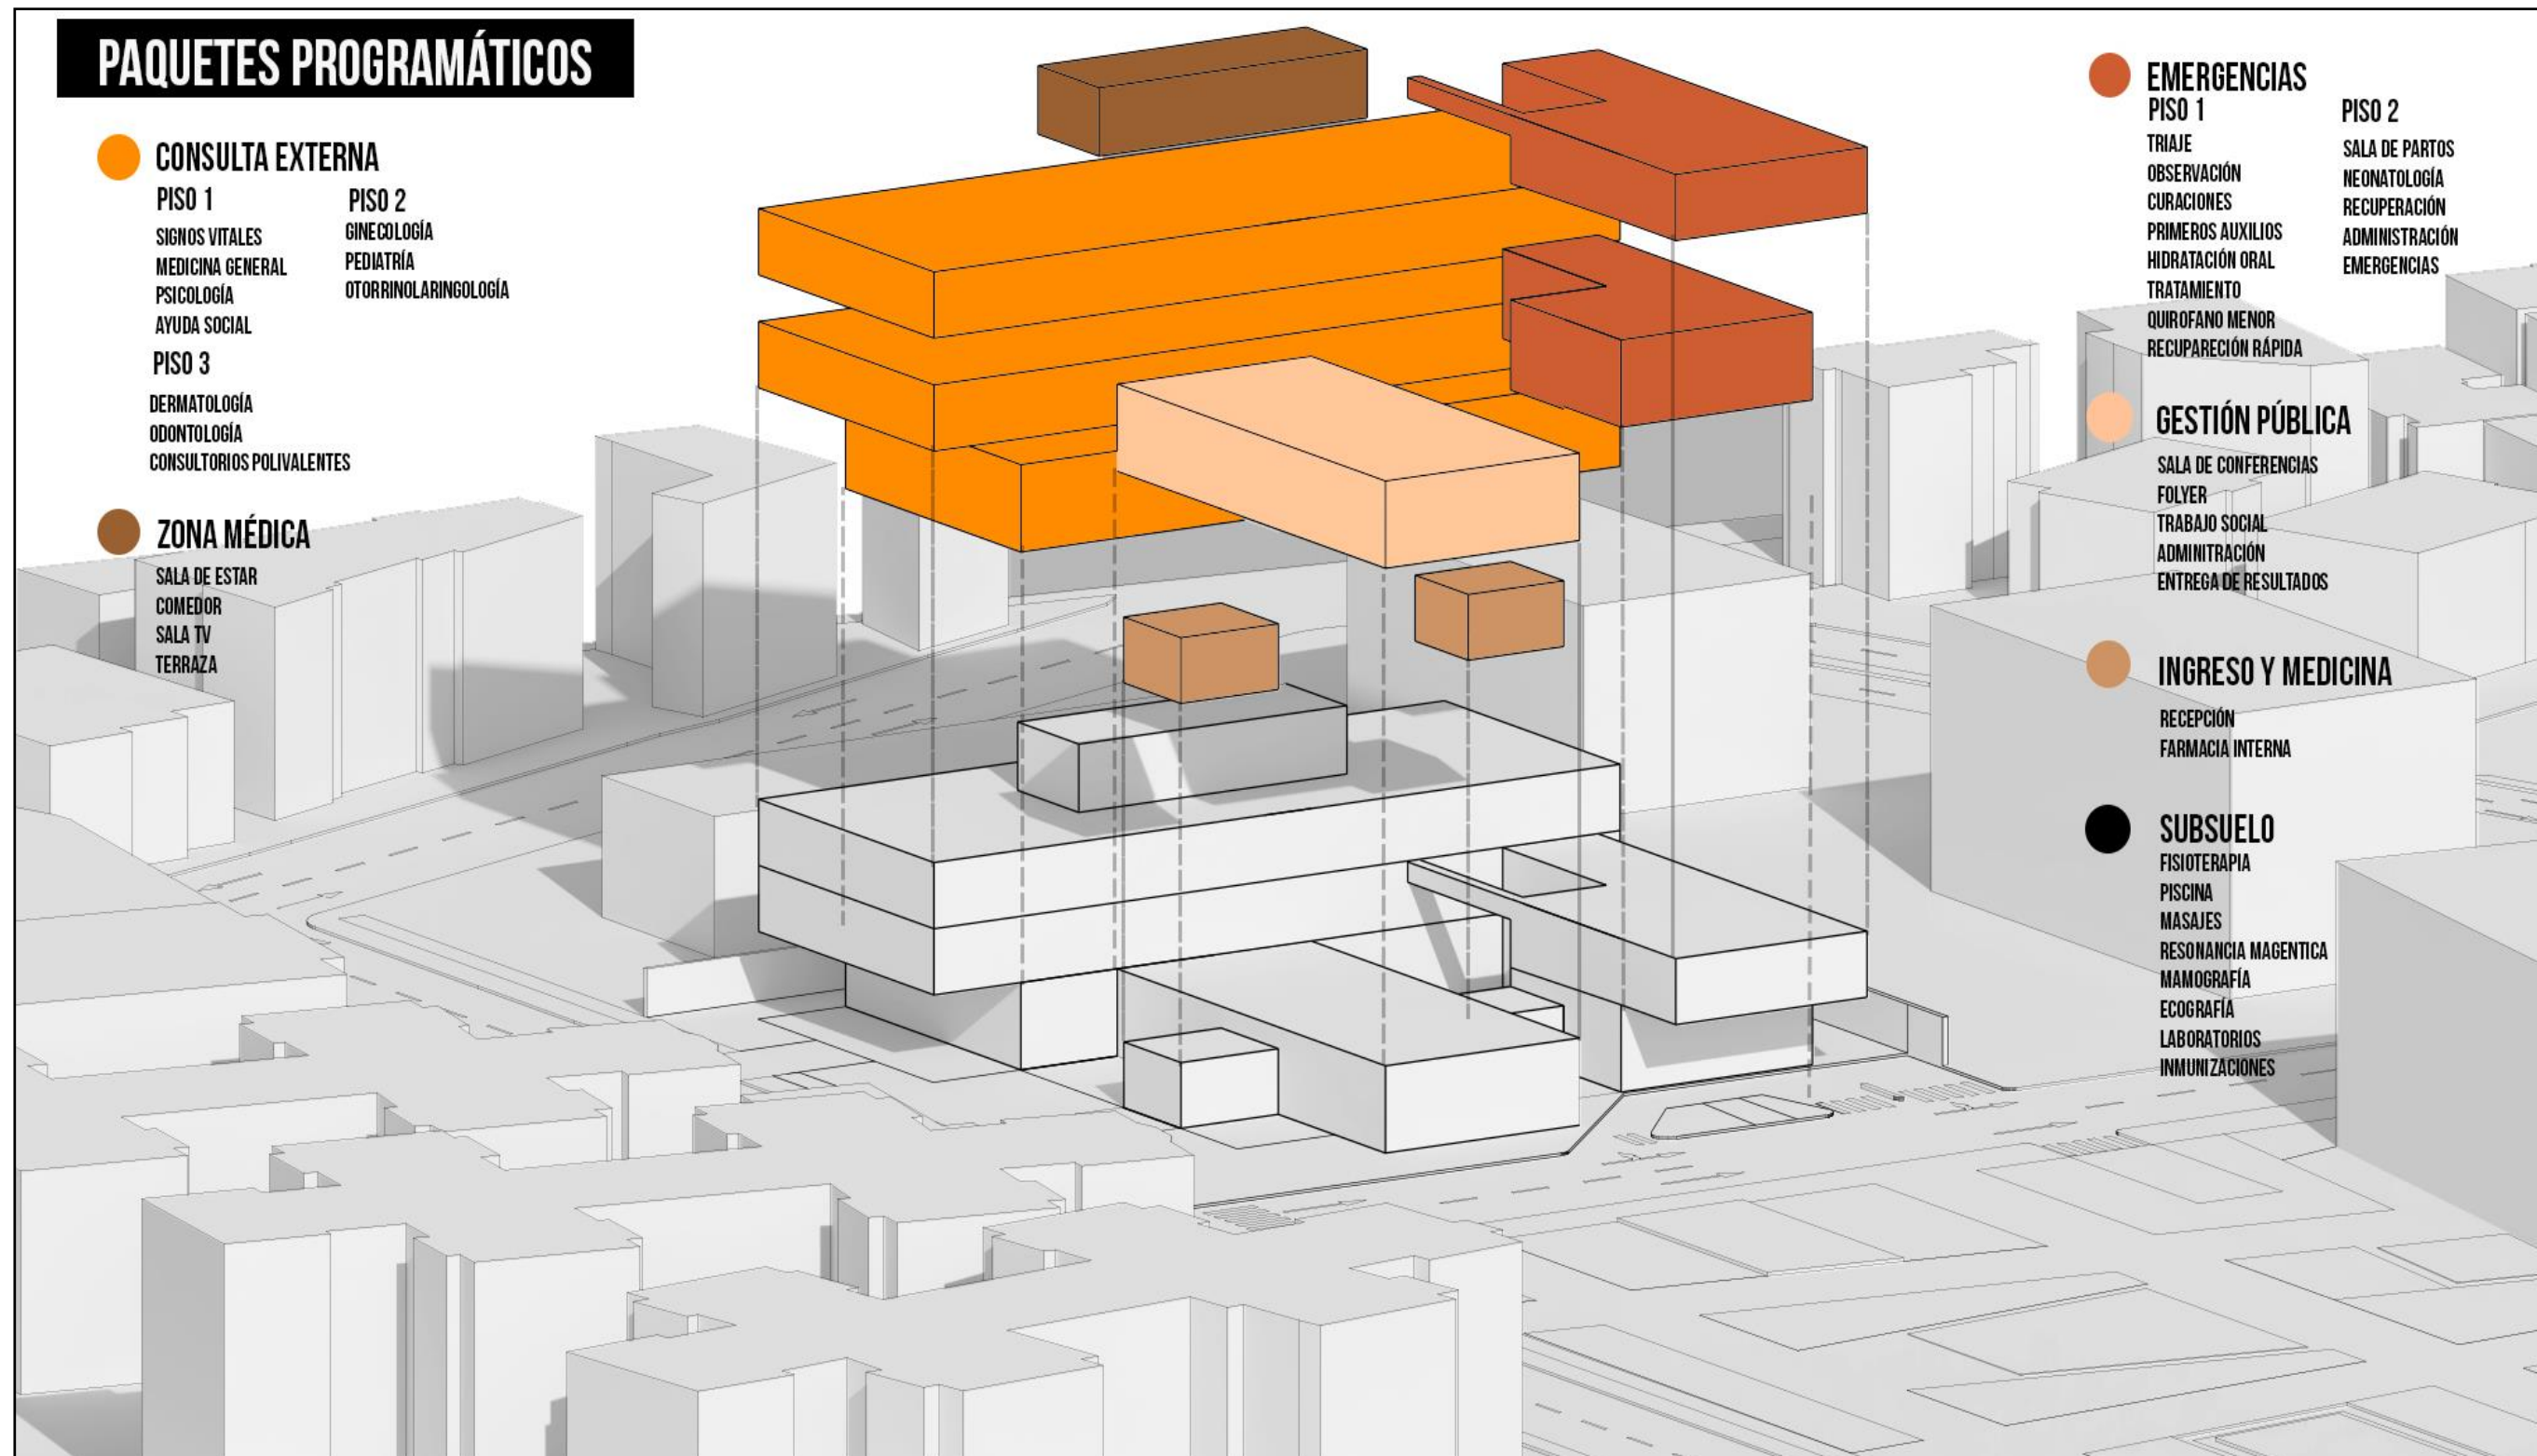 PAQUETES PROGRAMÁTICOS
CONSULTA EXTERNA
PISO 1
SIGNOS VITALES
MEDICINA GENERAL
PSICOLOGÍA
AYUDA SOCIAL
PISO 2
GINECOLOGÍA
PEDIATRÍA
OTORRINOLARINGOLOGÍA
PISO 3
DERMATOLOGÍA
ODONTOLOGÍA
CONSULTORIOS POLIVALENTES
ZONA MÉDICA
SALA DE ESTAR
COMEDOR
SALA TV
TERRAZA
EMERGENCIAS
PISO 1
TRIAJE
OBSERVACIÓN
CURACIONES
PRIMEROS AUXILIOS
HIDRATACIÓN ORAL
TRATAMIENTO
QUIROFANO MENOR
RECUPARECIÓN RÁPIDA
PISO 2
SALA DE PARTOS
NEONATOLOGÍA
RECUPERACIÓN
ADMINISTRACIÓN
EMERGENCIAS
GESTIÓN PÚBLICA
SALA DE CONFERENCIAS
FOLYER
TRABAJO SOCIAL
ADMINITRACIÓN
ENTREGA DE RESULTADOS
INGRESO Y MEDICINA
RECEPCIÓN
FARMACIA INTERNA
SUBSUELO
FISIOTERAPIA
PISCINA
MASAJES
RESONANCIA MAGENTICA
MAMOGRAFÍA
ECOGRAFÍA
LABORATORIOS
INMUNIZACIONES